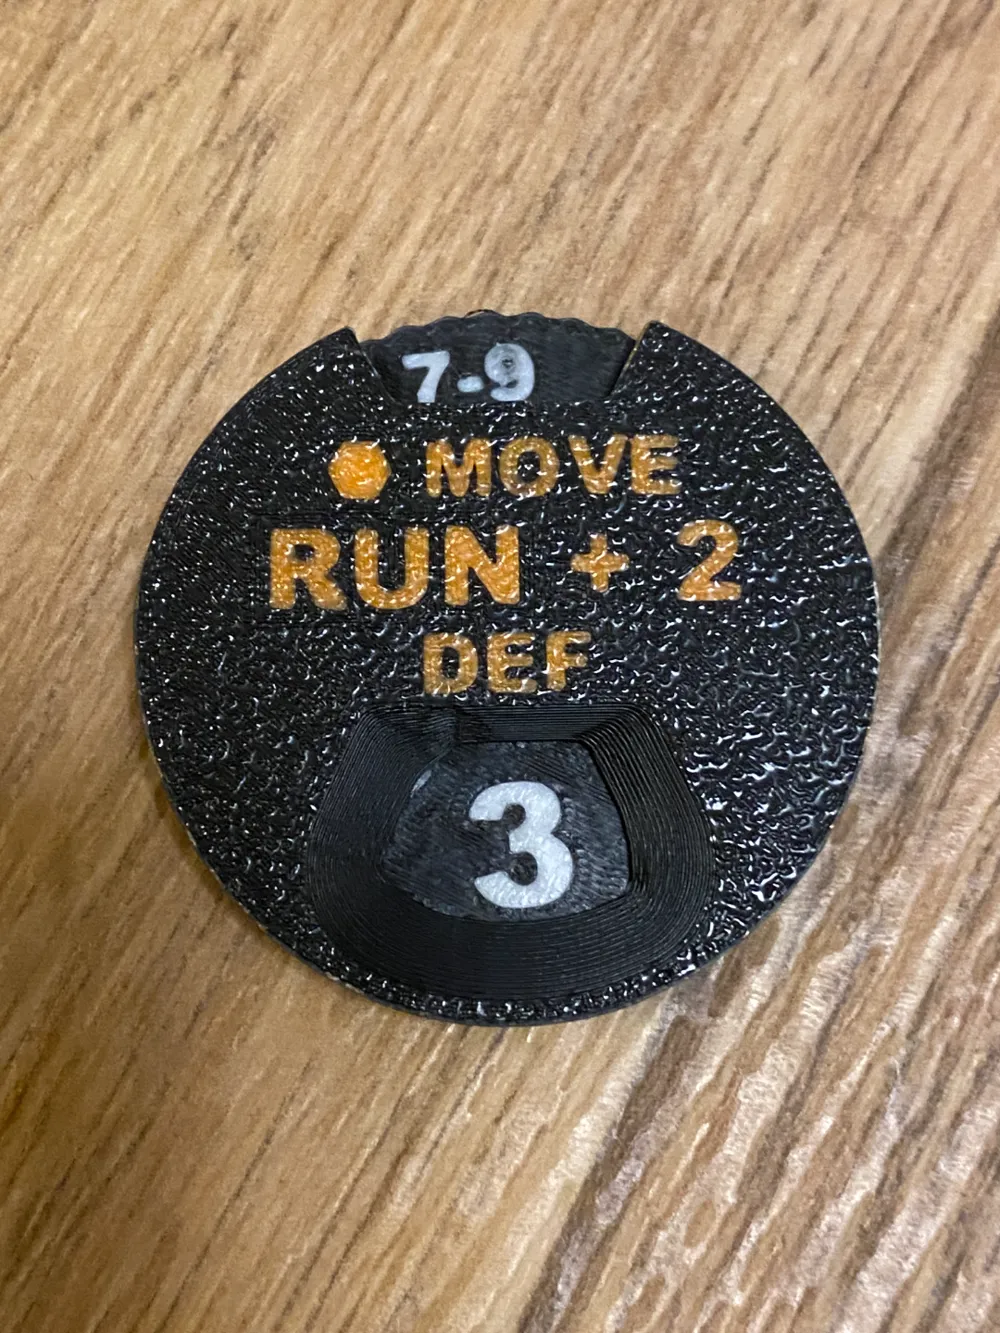 7-9
● MOVE
RUN + 2
DEF
3